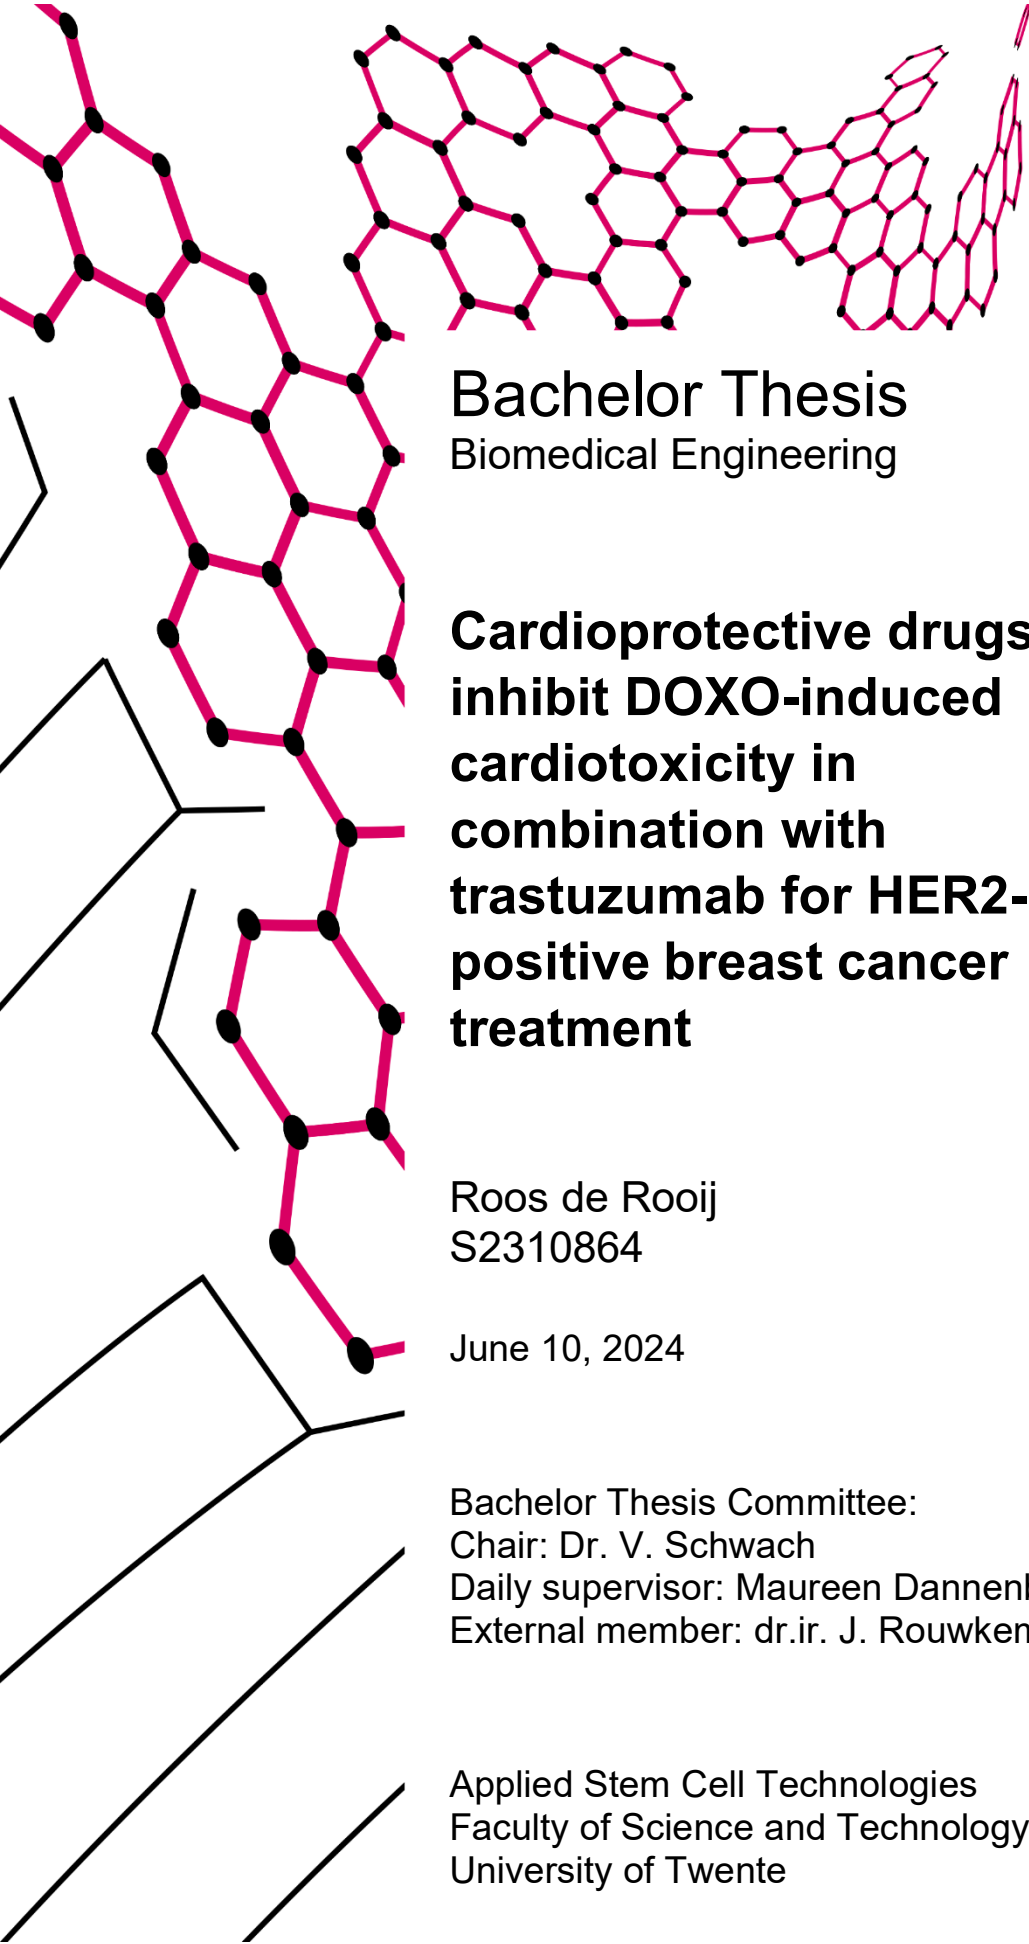 Bachelor Thesis
Biomedical Engineering
Cardioprotective drugs
inhibit DOXO-induced
cardiotoxicity in
combination with
trastuzumab for HER2-
positive breast cancer
treatment
Roos de Rooij
S2310864
June 10, 2024
Bachelor Thesis Committee:
Chair: Dr. V. Schwach
Daily supervisor: Maureen
External member: dr.ir. J.
Applied Stem Cell Technologies
Faculty of Science and Technology
University of Twente